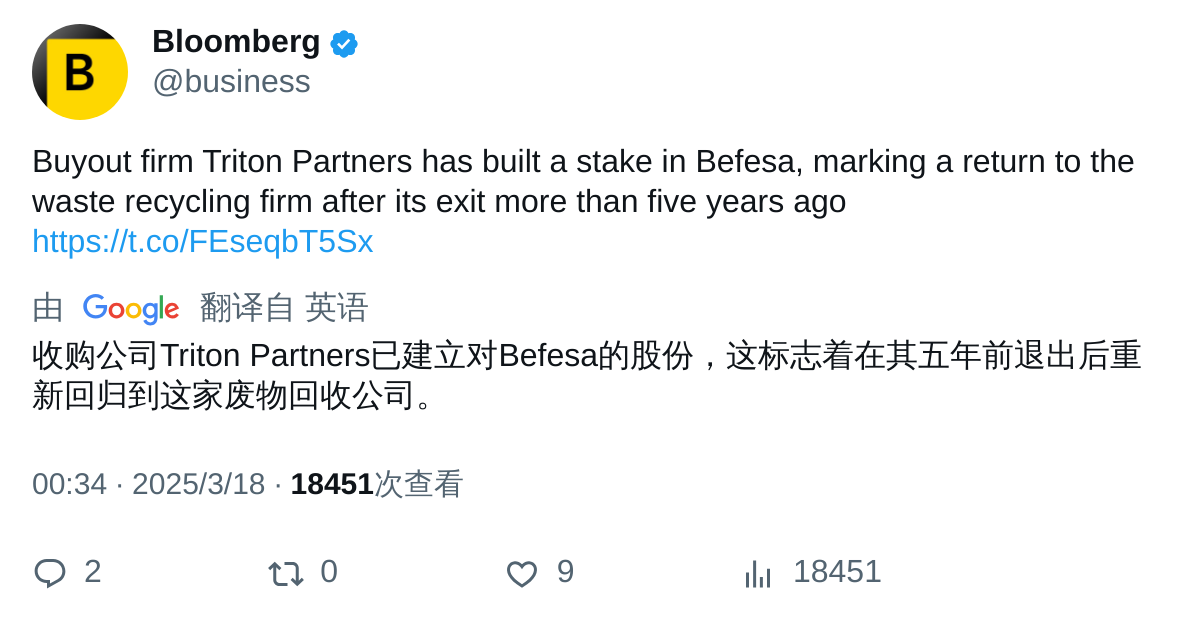 B
Bloomberg
@business
Buyout firm Triton Partners has built a stake in Befesa, marking a return to the
waste recycling firm after its exit more than five years ago
https://t.co/FEseqbT5Sx
由 Google 翻译自 英语
收购公司Triton Partners已建立对Befesa的股份，这标志着在其五年前退出后重
新回归到这家废物回收公司。
00:34 · 2025/3/18 · 18451次查看
2 0 9 18451